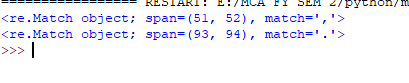 ================= RESTART: E:/MCA FY SEM 2/python/m
<re.Match object; span=(51, 52), match=','>
<re.Match object; span=(93, 94), match='.'>
>>>